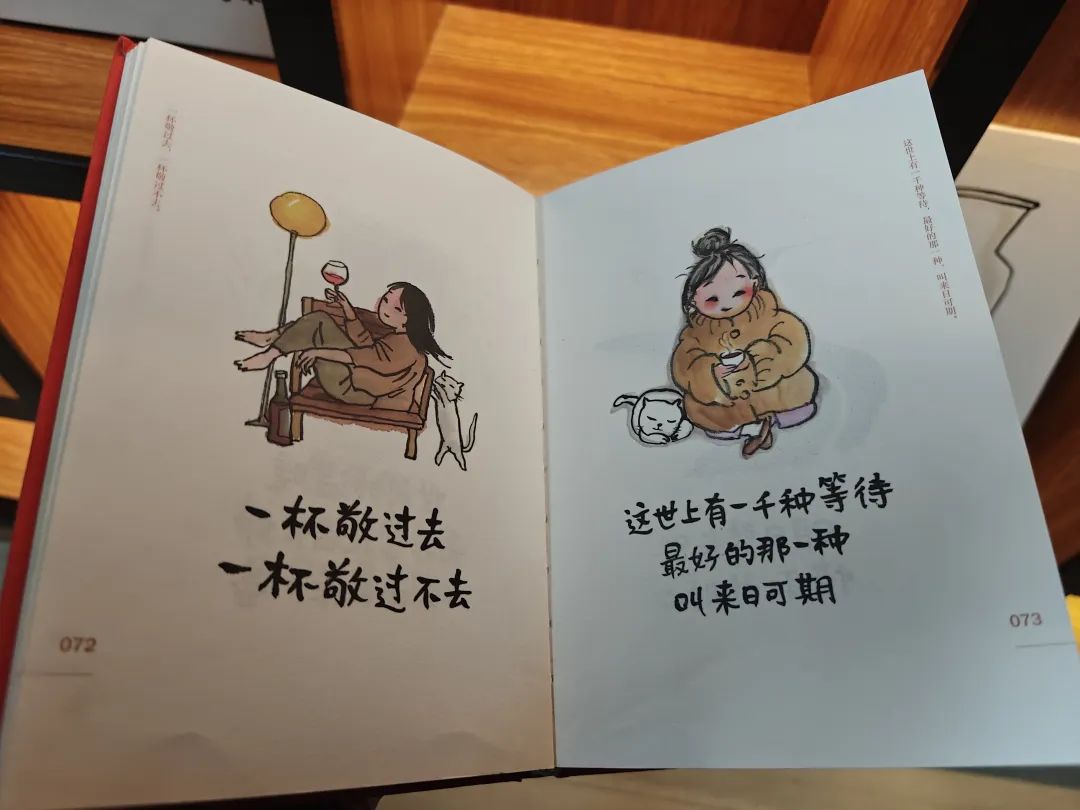 一杯敬过去，一杯敬过不去。
一杯敬过去
一杯敬过不去
072
这世上有一千种等待，最好的那一种，叫来日可期。
这世上有一千种等待
最好的那一种
叫来日可期
073